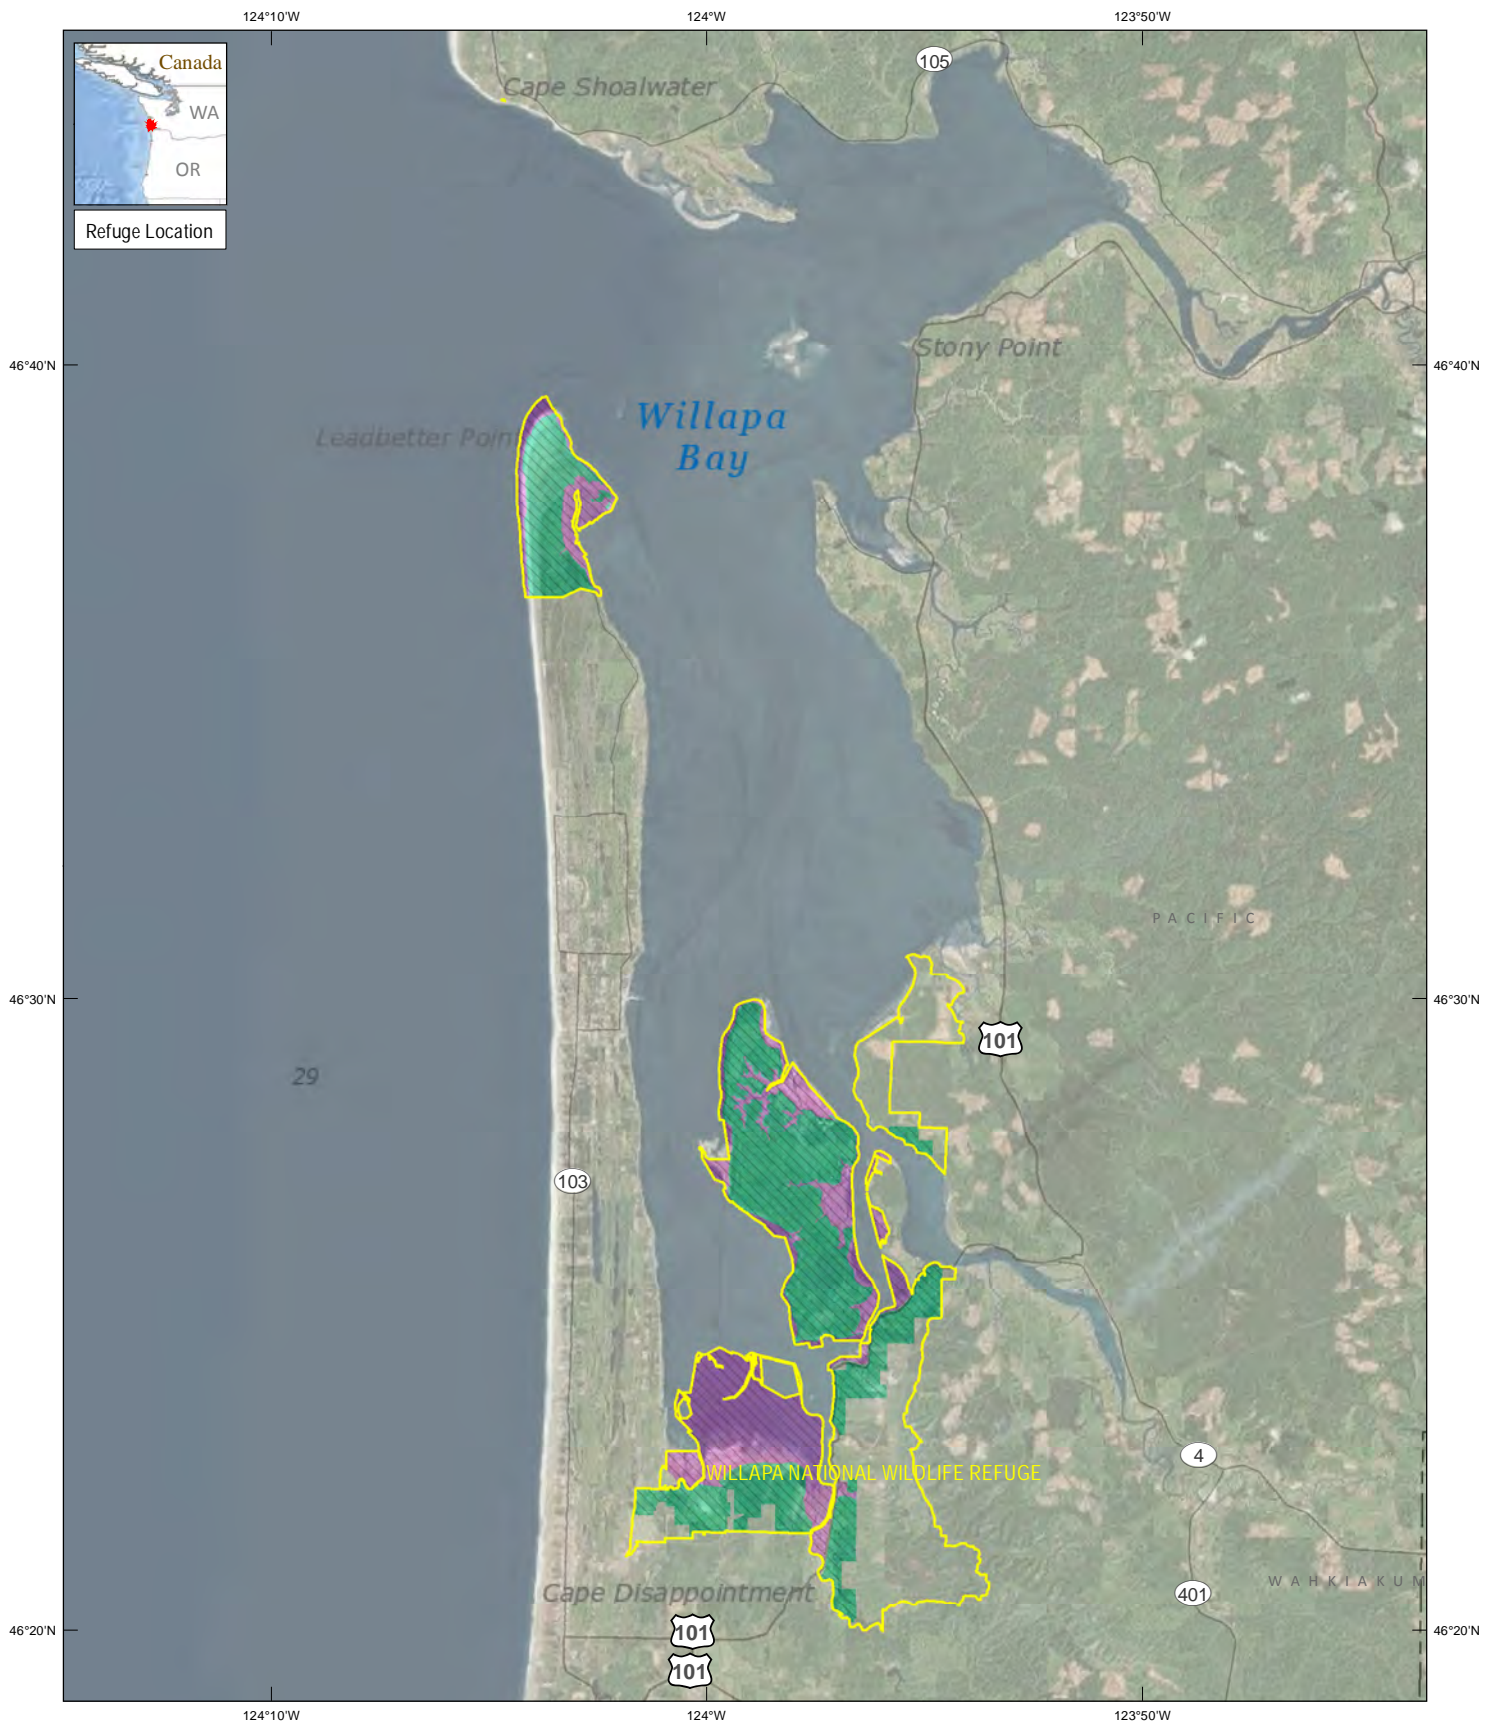 124°10'W 124°W 123°50'W
Canada
WA
OR
Refuge Location
105
Cape Shoalwater
46°40'N 46°40'N
Stony Point
Willapa
Bay
Leadbetter Point
PACIFIC
46°30'N 46°30'N
101
29
103
4
WILLAPA NATIONAL WILDLIFE REFUGE
WAHKIAKUM
Cape Disappointment
401
101
46°20'N 46°20'N
101
124°10'W 124°W 123°50'W